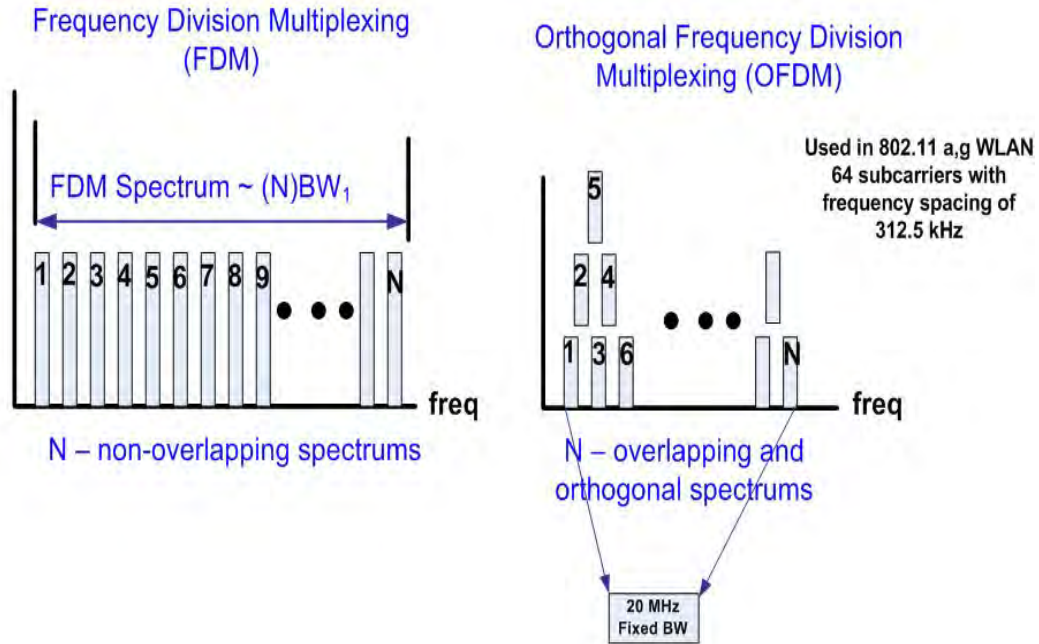 Frequency Division Multiplexing
(FDM)
FDM Spectrum ~ (N)BW₁
1 2 3 4 5 6 7 8 9 N
freq
N – non-overlapping spectrums
Orthogonal Frequency Division
Multiplexing (OFDM)
Used in 802.11 a,g WLAN
64 subcarriers with
frequency spacing of
312.5 kHz
5
2 4
1 3 6 N
freq
N – overlapping and
orthogonal spectrums
20 MHz
Fixed BW